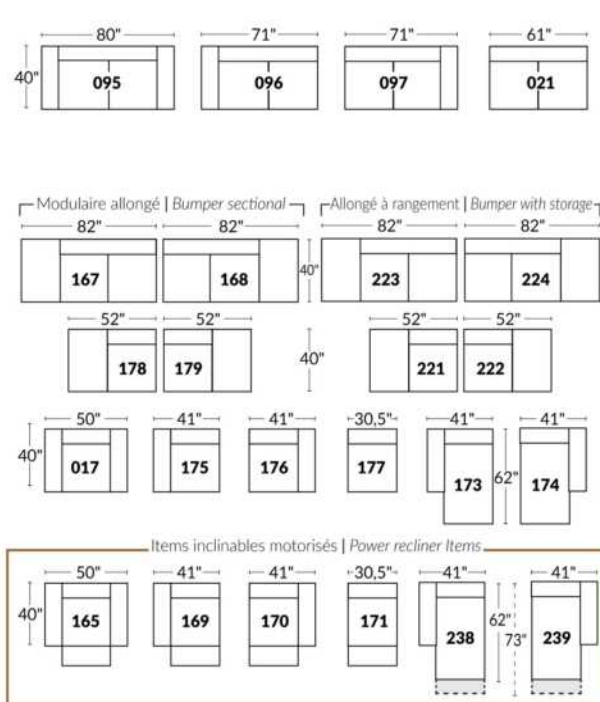 80" 71" 71" 61"
40" 095 096 097 021
Modulaire allongé | Bumper sectional Allongé à rangement | Bumper with storage
82" 82" 82" 82"
167 168 40" 223 224
52" 52" 52" 52"
178 179 40" 221 222
50" 41" 41" 30,5" 41" 41"
40" 017 175 176 177 173 62" 174
Items inclinables motorisés | Power recliner Items
50" 41" 41" 30,5" 41" 41"
40" 165 169 170 171 238 62" 73" 239